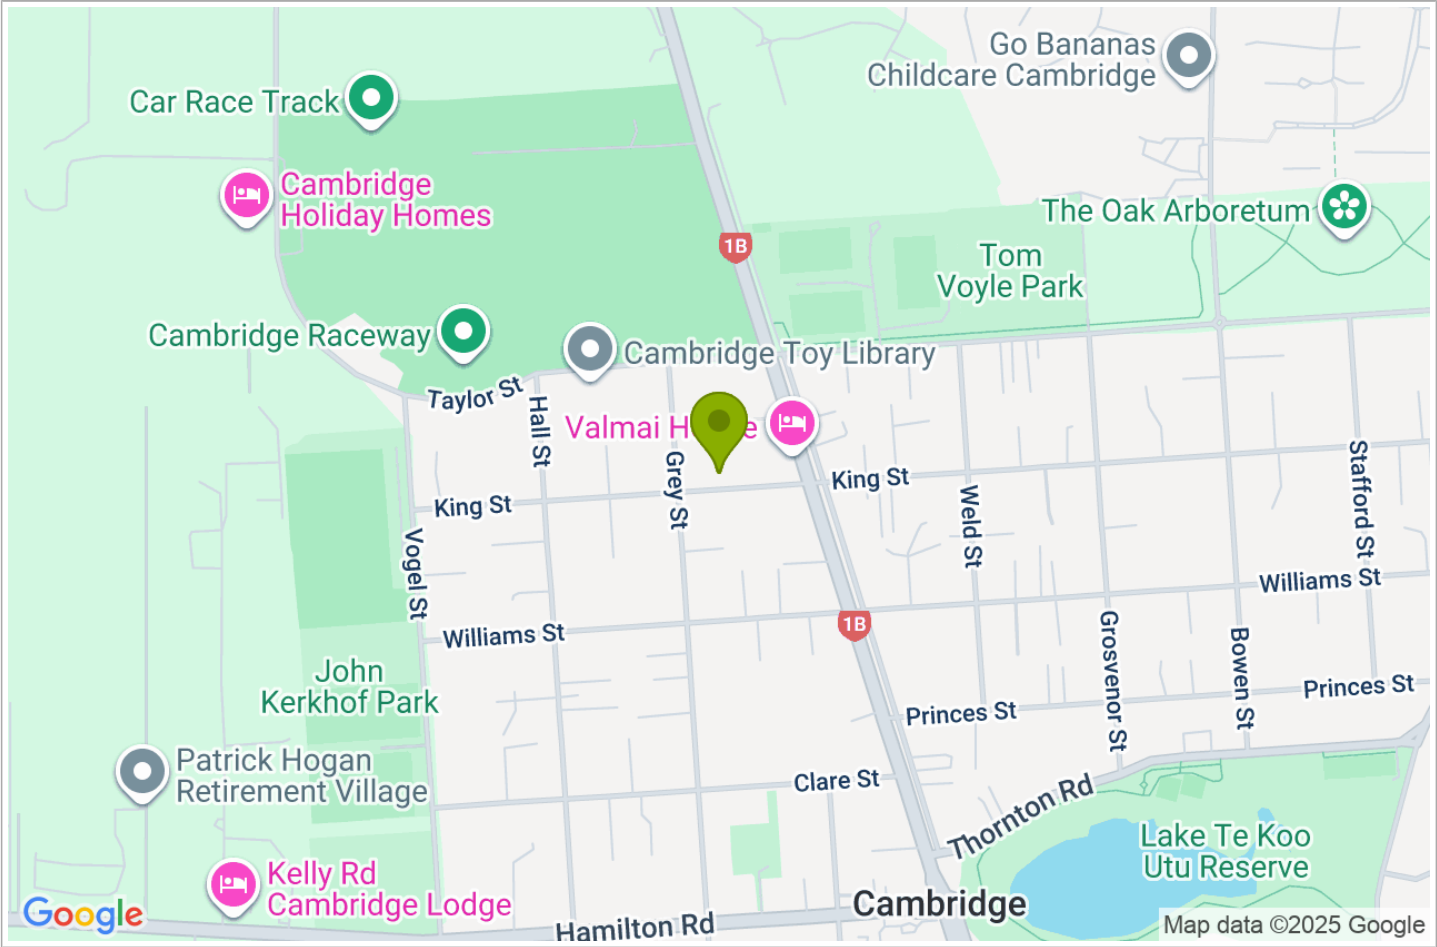 Go Bananas
Childcare Cambridge
Car Race Track
Cambridge
Holiday Homes
The Oak Arboretum
1B
Tom
Voyle Park
Cambridge Raceway
Cambridge Toy Library
Taylor St
Hall St
Valmai H e
Grey St
King St
King St
Weld St
Stafford St
Vogel St
Williams St
Williams St
1B
Grosvenor St
Bowen St
John
Kerkhof Park
Princes St
Princes St
Patrick Hogan
Retirement Village
Clare St
Thornton Rd
Lake Te Koo
Utu Reserve
Kelly Rd
Cambridge Lodge
Cambridge
Hamilton Rd
Google
Map data ©2025 Google